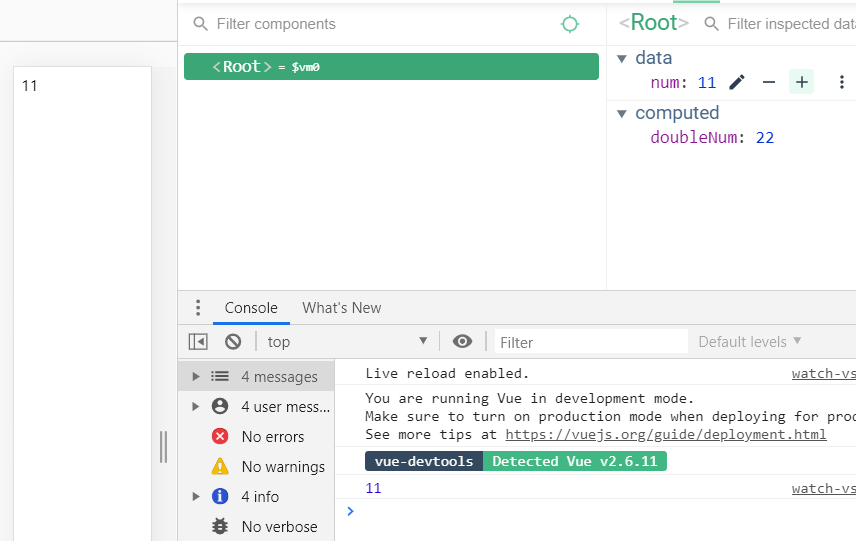 Filter components
<Root> Filter inspected data
11
<Root> = $vm0
data
num: 11
computed
doubleNum: 22
Console What's New
top Filter Default levels
4 messages
4 user mess...
No errors
No warnings
4 info
No verbose
Live reload enabled. watch-vs
You are running Vue in development mode.
Make sure to turn on production mode when deploying for prod
See more tips at https://vuejs.org/guide/deployment.html
vue-devtools Detected Vue v2.6.11
11 watch-vs